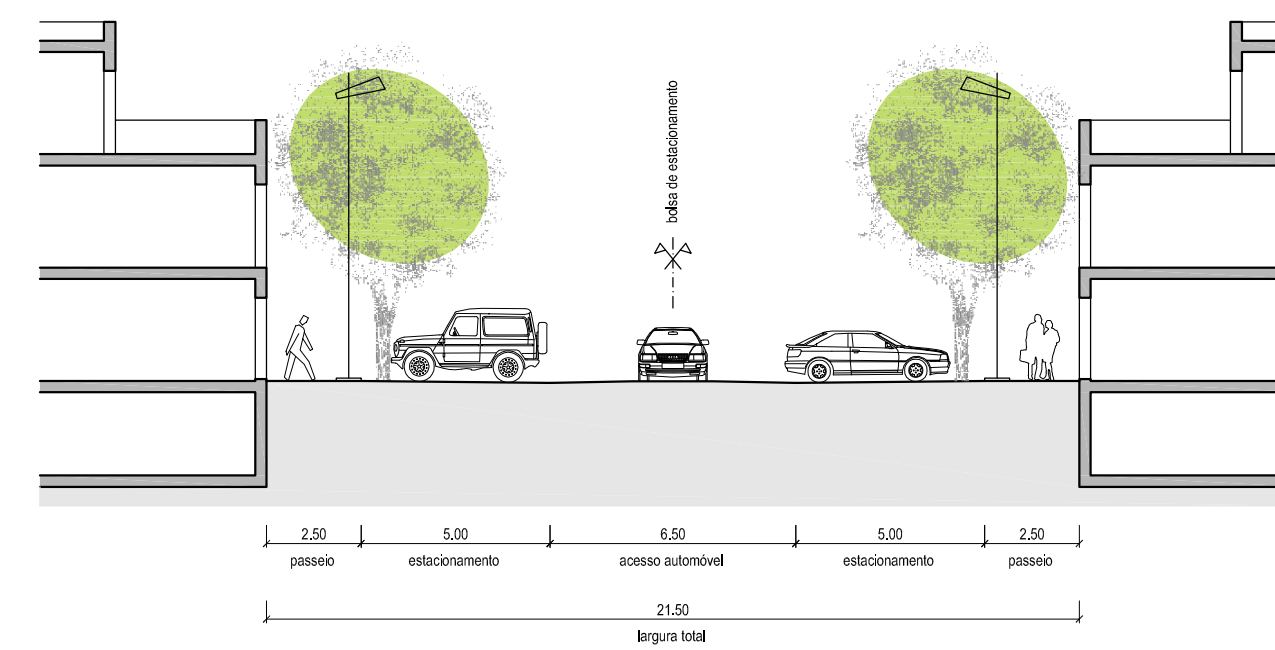 bolsa de estacionamento
2.50 5.00 6.50 5.00 2.50
passeio estacionamento acesso automóvel estacionamento passeio
21.50
largura total